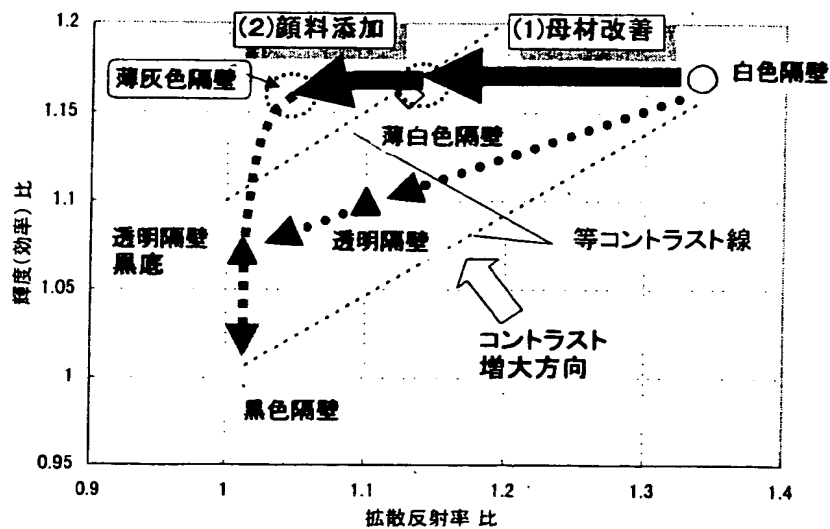 (2)顔料添加
(1)母材改善
薄灰色隔壁
白色隔壁
薄白色隔壁
透明隔壁
黒底
透明隔壁
等コントラスト線
コントラスト
増大方向
黒色隔壁
輝度(効率) 比
1.2
1.15
1.1
1.05
1
0.95
0.9
1
1.1
1.2
1.3
1.4
拡散反射率 比